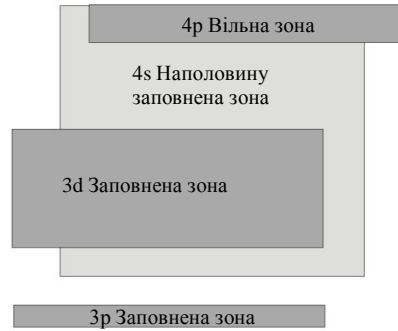 4p Вільна зона
4s Наполовину
заповнена зона
3d Заповнена зона
3p Заповнена зона